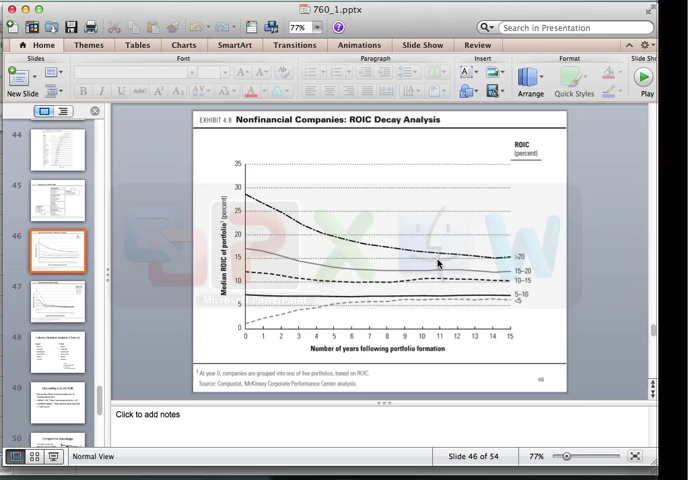 760_1.pptx
77%
Search in Presentation
Home Themes Tables Charts SmartArt Transitions Animations Slide Show Review
Slides Font Paragraph Insert Format Slide Sho
New Slide B I U ABC Arrange Quick Styles Play
44
45
46
47
48
49
50
EXHIBIT 4.8 Nonfinancial Companies: ROIC Decay Analysis
ROIC
(percent)
Median ROIC of portfolio¹ (percent)
35
30
25
20
15
10
5
0
>20
15–20
10–15
5–10
<5
0 1 2 3 4 5 6 7 8 9 10 11 12 13 14 15
Number of years following portfolio formation
¹ At year 0, companies are grouped into one of five portfolios, based on ROIC.
Source: Compustat, McKinsey Corporate Performance Center analysis.
46
Microsoft PowerPoint
Click to add notes
Normal View Slide 46 of 54 77%